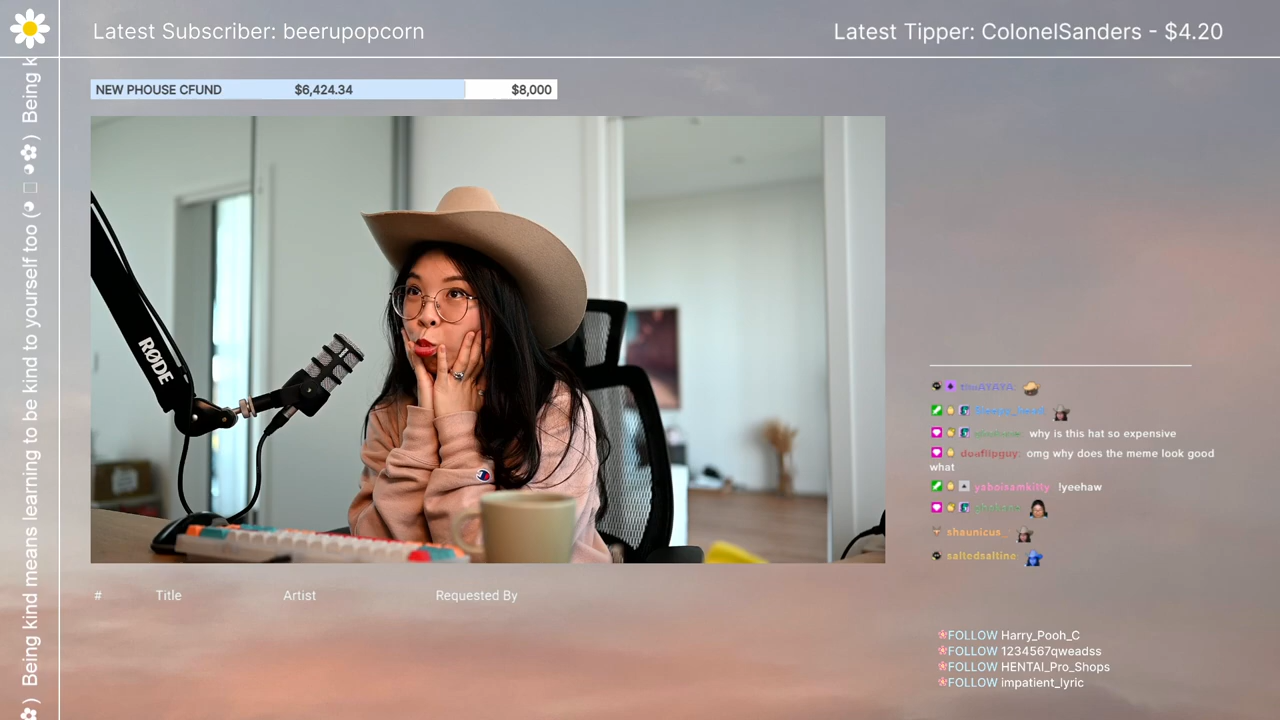 Latest Subscriber: beerupopcorn
Latest Tipper: ColonelSanders - $4.20
NEW PHOUSE CFUND $6,424.34 $8,000
) Being kind means learning to be kind to yourself too ( ) Being k
RØDE
why is this hat so expensive
doaflipguy: omg why does the meme look good
what
yaboisamkitty !yeehaw
shaunicus_
saltedsaltine:
# Title Artist Requested By
FOLLOW Harry_Pooh_C
FOLLOW 1234567qweadss
FOLLOW HENTAI_Pro_Shops
FOLLOW impatient_lyric